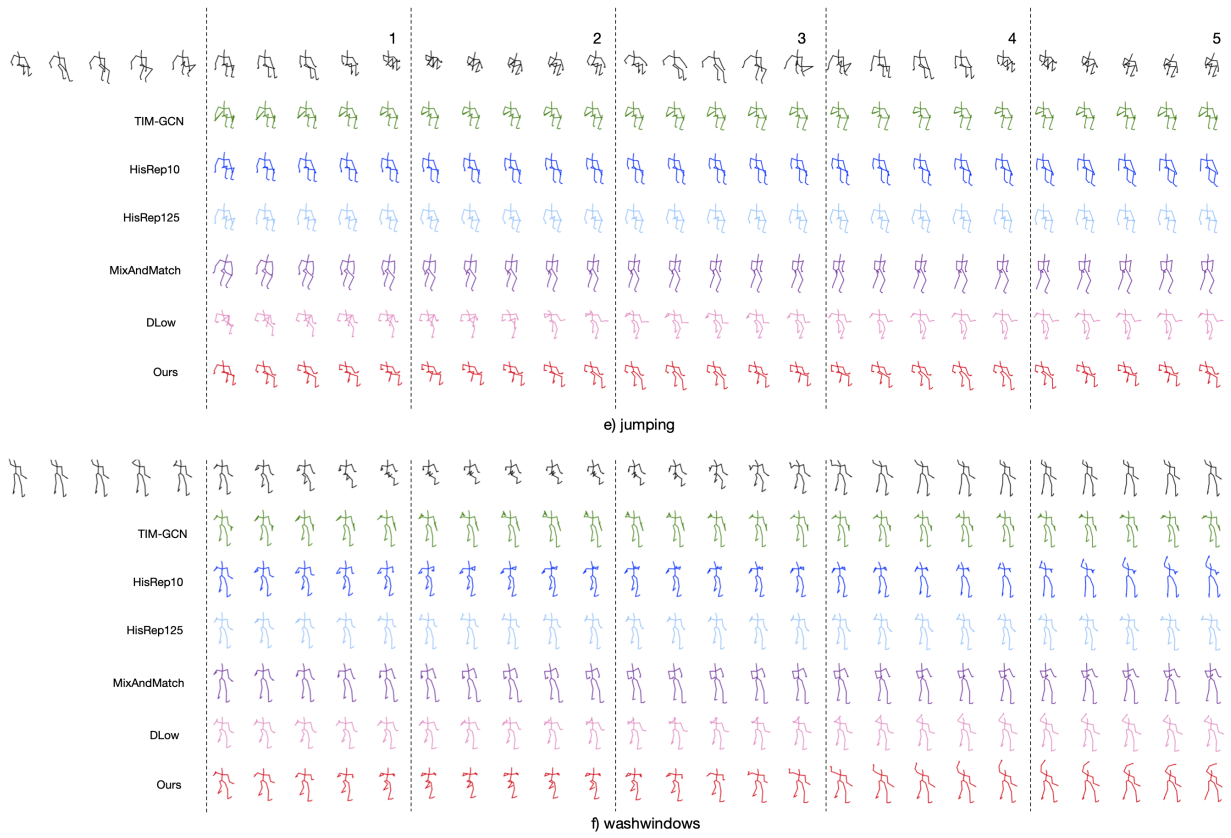 1 2 3 4 5
TIM-GCN
HisRep10
HisRep125
MixAndMatch
DLow
Ours
e) jumping
TIM-GCN
HisRep10
HisRep125
MixAndMatch
DLow
Ours
f) washwindows